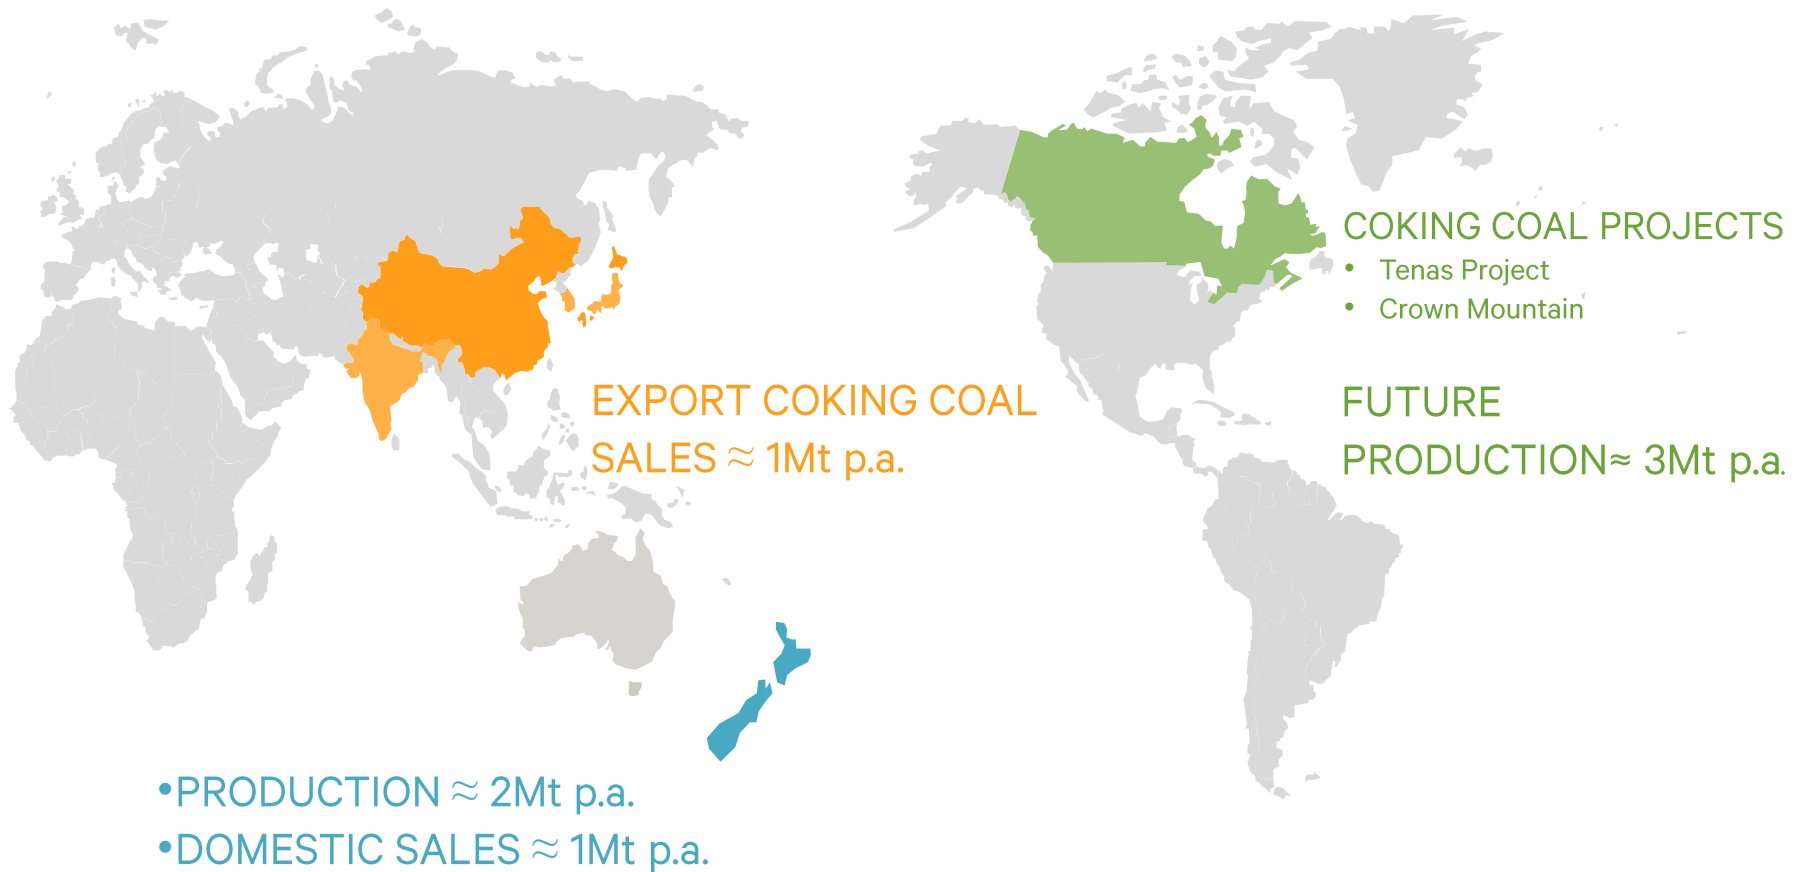 COKING COAL PROJECTS
• Tenas Project
• Crown Mountain
EXPORT COKING COAL
SALES ≈ 1Mt p.a.
FUTURE
PRODUCTION≈ 3Mt p.a.
•PRODUCTION ≈ 2Mt p.a.
•DOMESTIC SALES ≈ 1Mt p.a.